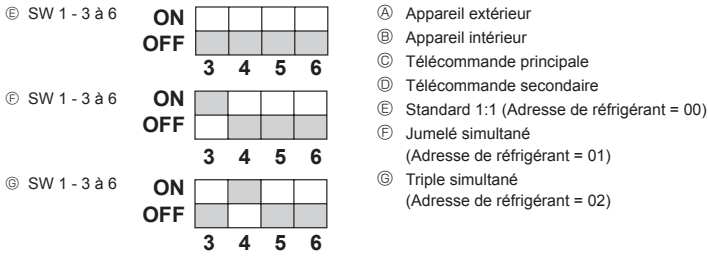 Ⓔ SW 1 - 3 à 6
ON
OFF
3 4 5 6
Ⓕ SW 1 - 3 à 6
ON
OFF
3 4 5 6
Ⓖ SW 1 - 3 à 6
ON
OFF
3 4 5 6
Ⓐ Appareil extérieur
Ⓑ Appareil intérieur
Ⓒ Télécommande principale
Ⓓ Télécommande secondaire
Ⓔ Standard 1:1 (Adresse de réfrigérant = 00)
Ⓕ Jumelé simultané
(Adresse de réfrigérant = 01)
Ⓖ Triple simultané
(Adresse de réfrigérant = 02)